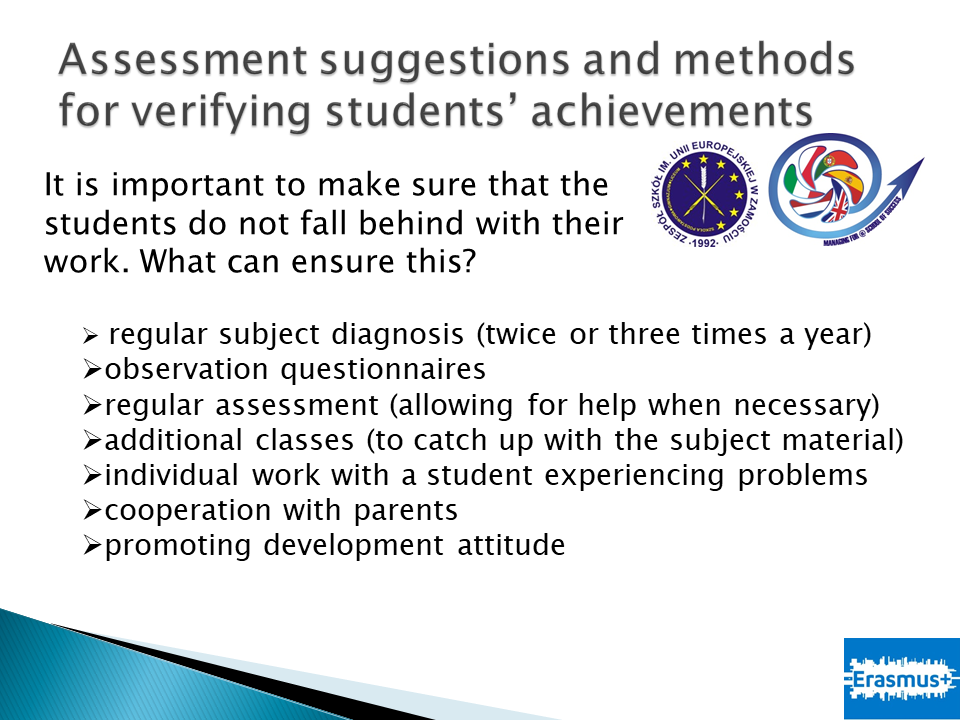 Assessment suggestions and methods
for verifying students’ achievements
It is important to make sure that the
students do not fall behind with their
work. What can ensure this?
ZESPÓŁ SZKÓŁ IM. UNII EUROPEJSKIEJ W ZAMOŚCIU
·1992·
MANAGING FOR @ SCHOOL OF SUCCESS
➢ regular subject diagnosis (twice or three times a year)
➢observation questionnaires
➢regular assessment (allowing for help when necessary)
➢additional classes (to catch up with the subject material)
➢individual work with a student experiencing problems
➢cooperation with parents
➢promoting development attitude
Erasmus+